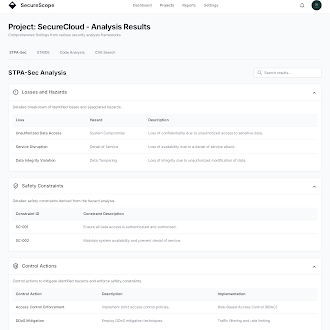 SecureScope
Dashboard Projects Reports Settings
Project: SecureCloud - Analysis Results
Comprehensive findings from various security analysis frameworks
STPA-Sec STRIDE Code Analysis CVE Search
STPA-Sec Analysis
Search results...
Losses and Hazards
Detailed breakdown of identified losses and associated hazards.
Loss Hazard Description
Unauthorized Data Access System Compromise Loss of confidentiality due to unauthorized access to sensitive data.
Service Disruption Denial of Service Loss of availability due to a denial of service attack.
Data Integrity Violation Data Tampering Loss of integrity due to unauthorized modification of data.
Safety Constraints
Detailed safety constraints derived from the hazard analysis.
Constraint ID Constraint Description
SC-001 Ensure all data access is authenticated and authorized.
SC-002 Maintain system availability and prevent denial of service.
Control Actions
Control actions to mitigate identified hazards and enforce safety constraints.
Control Action Description Implementation
Access Control Enforcement Implement strict access control policies. Role-Based Access Control (RBAC)
DDoS Mitigation Employ DDoS mitigation techniques. Traffic filtering and rate limiting